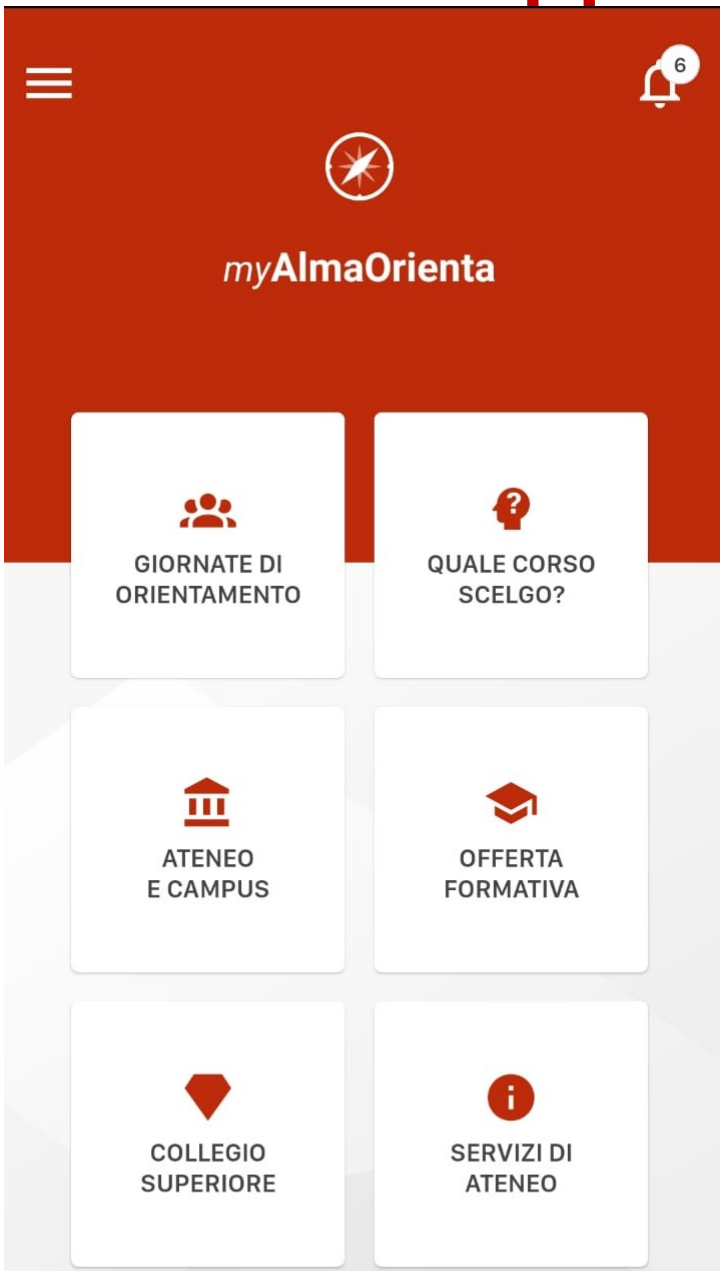 6
myAlmaOrienta
GIORNATE DI
ORIENTAMENTO
QUALE CORSO
SCELGO?
ATENEO
E CAMPUS
OFFERTA
FORMATIVA
COLLEGIO
SUPERIORE
SERVIZI DI
ATENEO